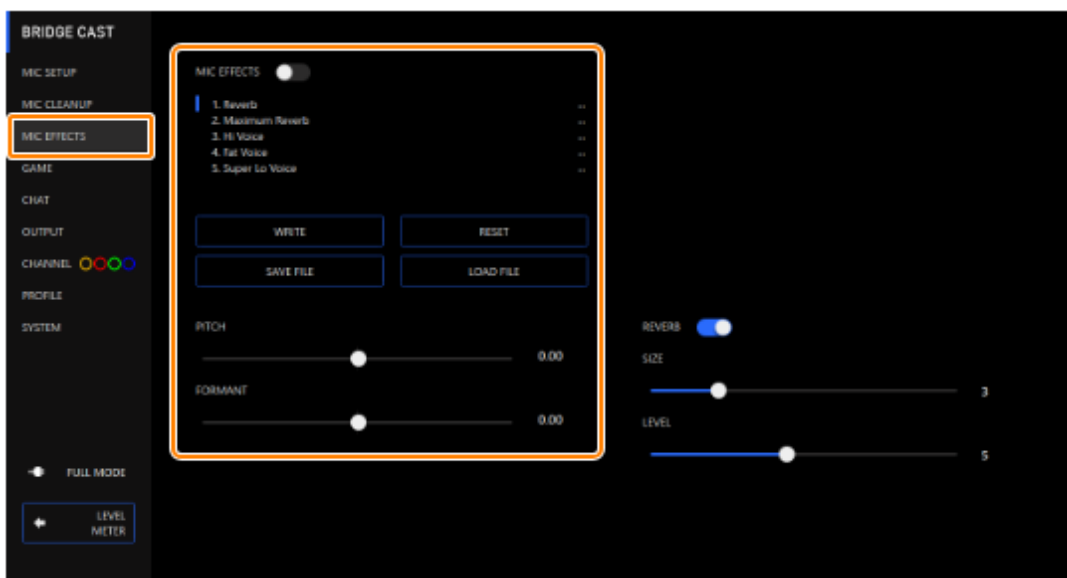 BRIDGE CAST
MIC SETUP
MIC CLEANUP
MIC EFFECTS
GAME
CHAT
OUTPUT
CHANNEL
PROFILE
SYSTEM
FULL MODE
LEVEL
METER
MIC EFFECTS
1. Reverb
2. Maximum Reverb
3. Hi Voice
4. Fat Voice
5. Super Lo Voice
WRITE RESET
SAVE FILE LOAD FILE
PITCH
0.00
FORMANT
0.00
REVERB
SIZE
3
LEVEL
5